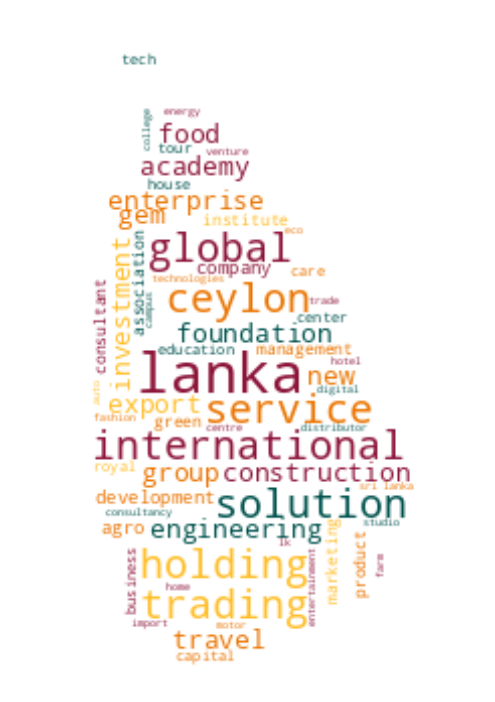 tech
energy
college
food
tour
venture
academy
house
enterprise
gem
institute
eco
association
global
company
care
technologies
investment
consultant
campus
ceylon
trade
center
foundation
education
management
hotel
lanka
new
digital
auto
export
service
fashion
green
centre
distributor
international
royal
group
construction
sri lanka
development
solution
consultancy
studio
agro
engineering
lk
marketing
product
farm
business
holding
entertainment
home
trading
import
motor
travel
capital